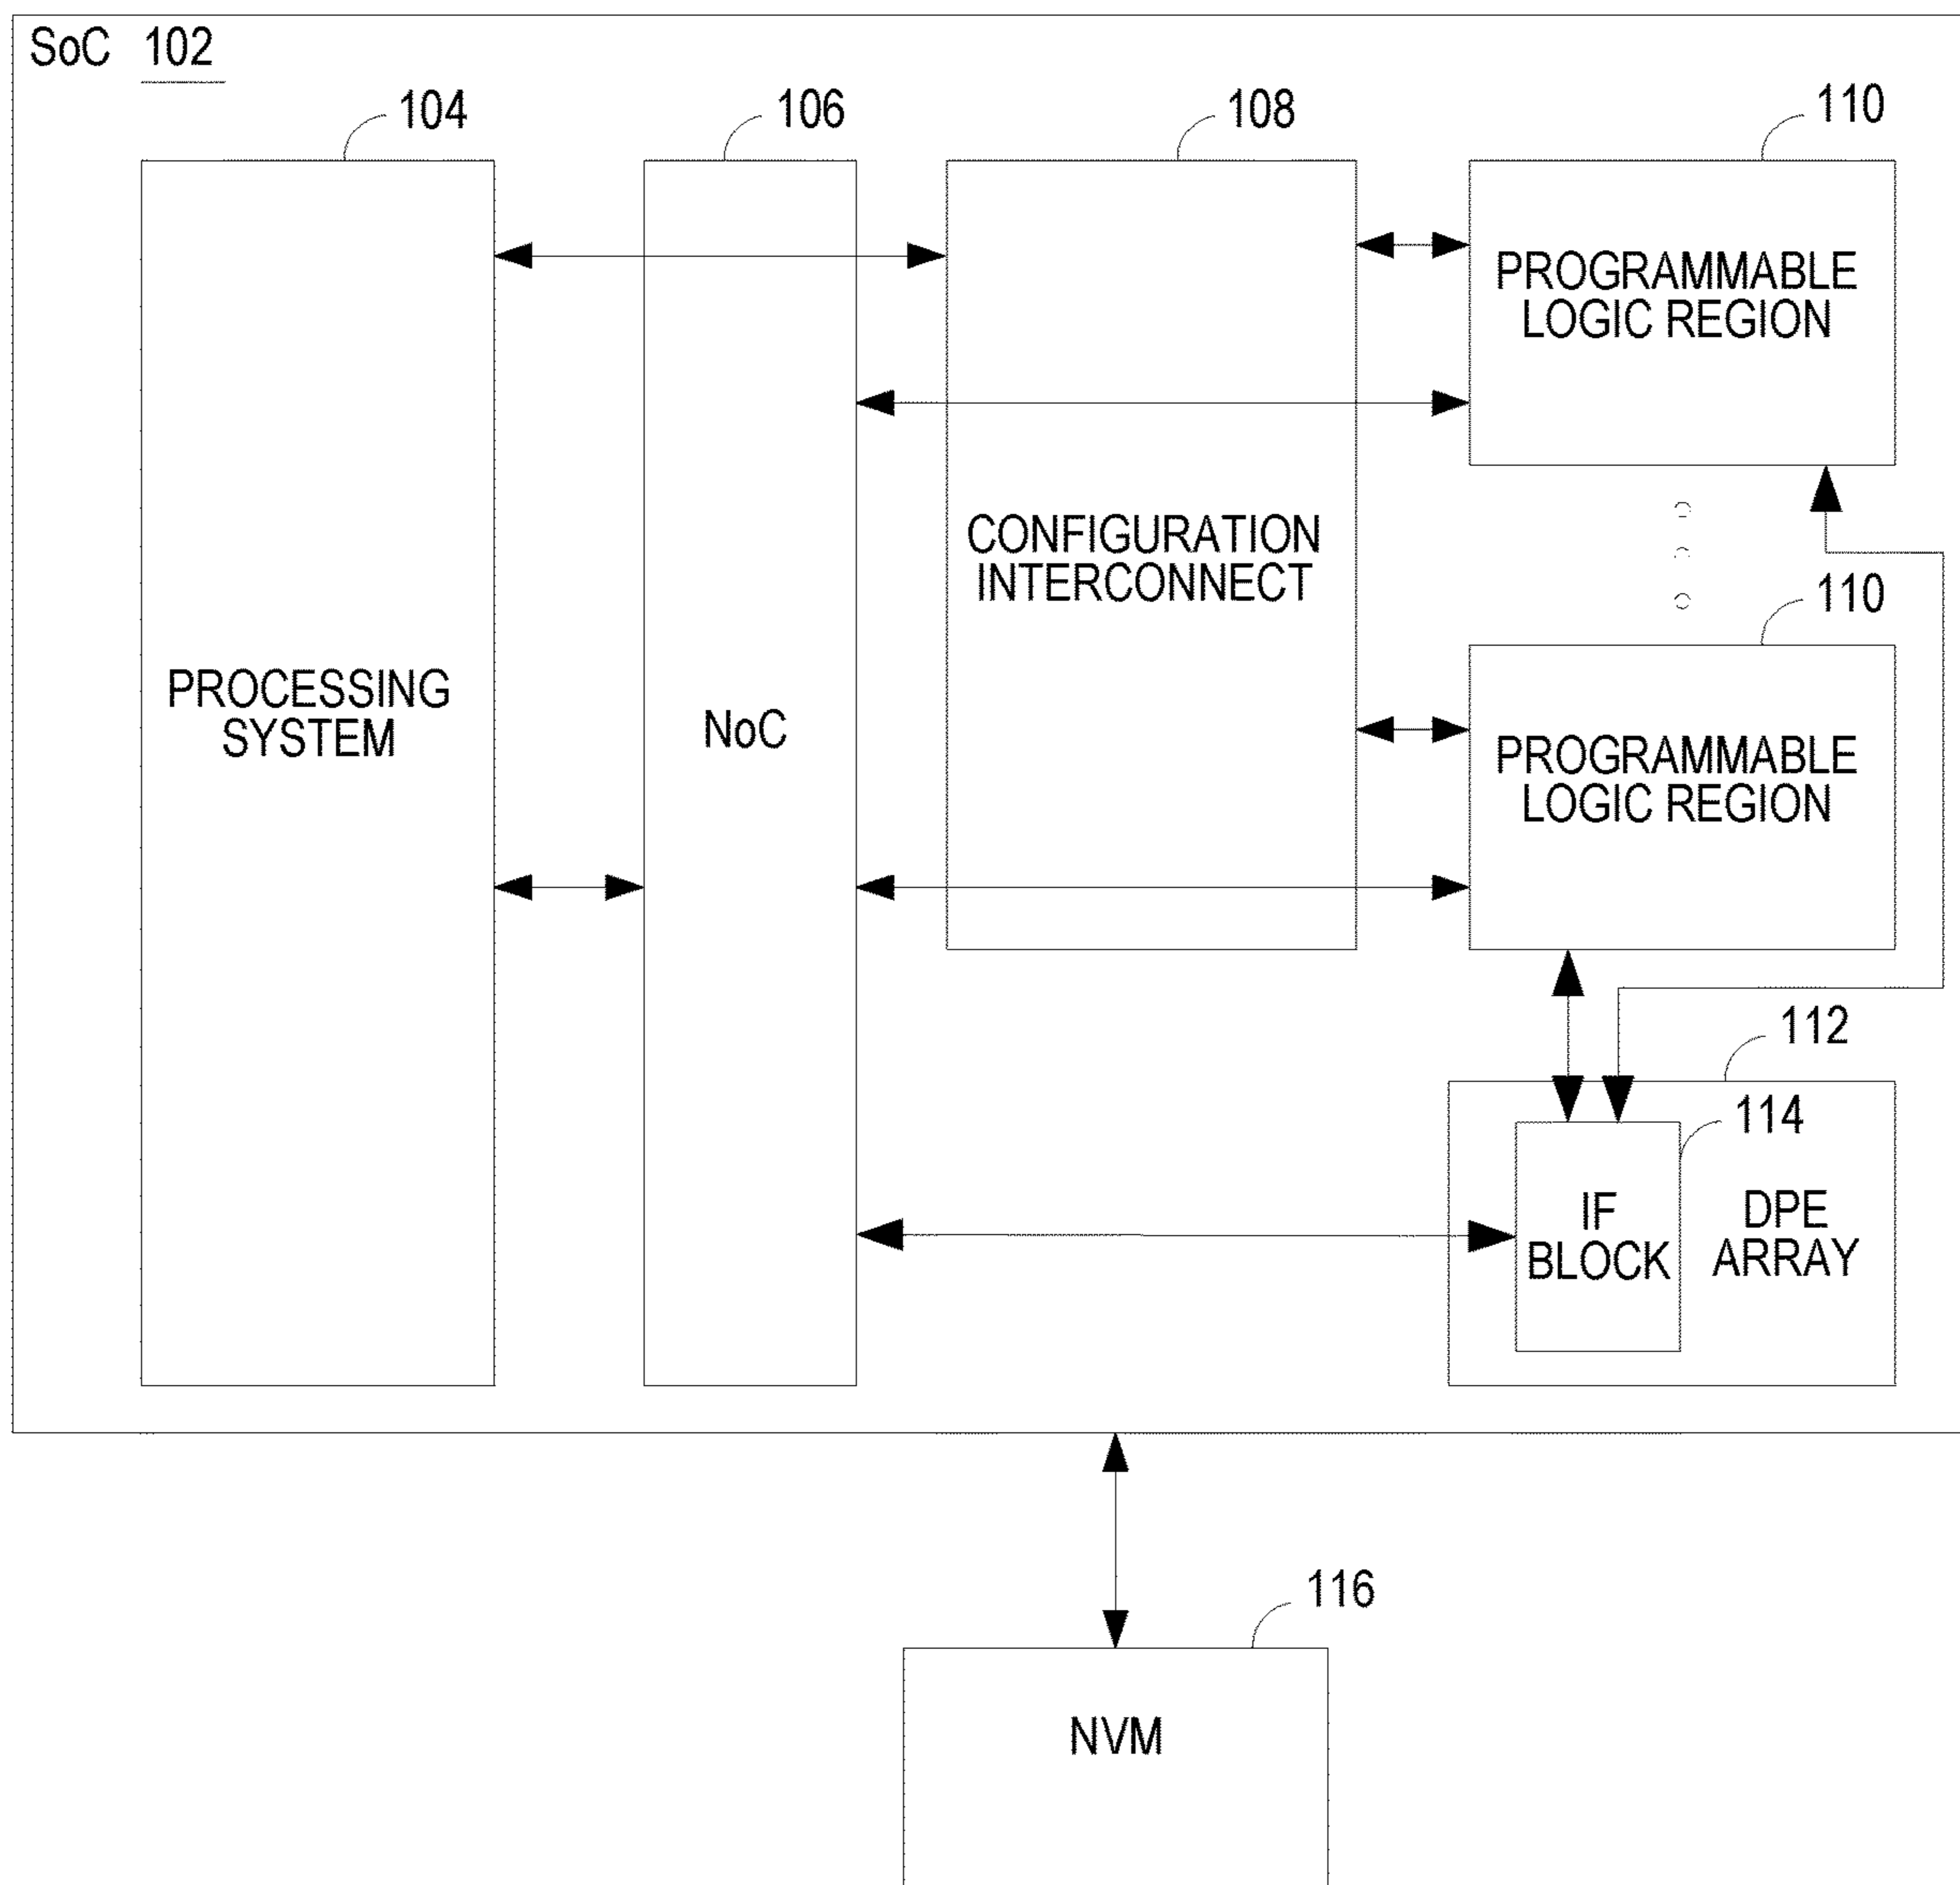 SoC 102
104
106
108
110
PROGRAMMABLE
LOGIC REGION
CONFIGURATION
INTERCONNECT
110
PROCESSING
SYSTEM
NoC
PROGRAMMABLE
LOGIC REGION
112
114
IF
BLOCK
DPE
ARRAY
116
NVM